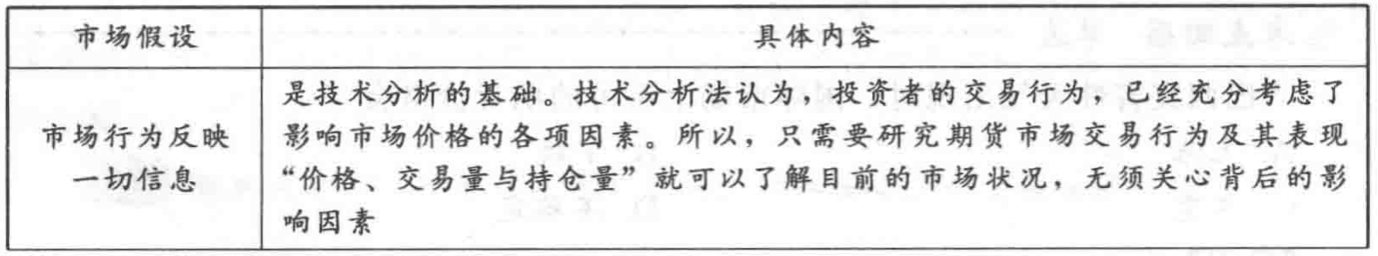 市场假设
具体内容
市场行为反映
一切信息
是技术分析的基础。技术分析法认为，投资者的交易行为，已经充分考虑了
影响市场价格的各项因素。所以，只需要研究期货市场交易行为及其表现
“价格、交易量与持仓量”就可以了解目前的市场状况，无须关心背后的影
响因素